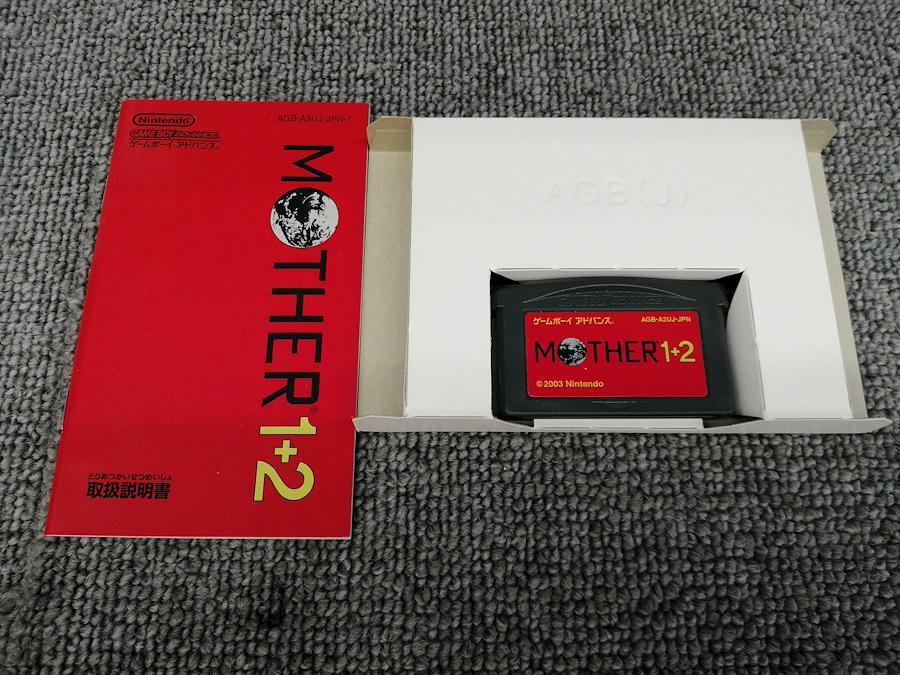 Nintendo
GAME BOY ADVANCE
ゲームボーイ アドバンス®
AGB-A2UJ-JPN-1
MOTHER®1+2
とりあつかいせつめいしょ
取扱説明書
AGB(J)
ゲームボーイ アドバンス®
AGB-A2UJ-JPN
MOTHER1+2
©2003 Nintendo